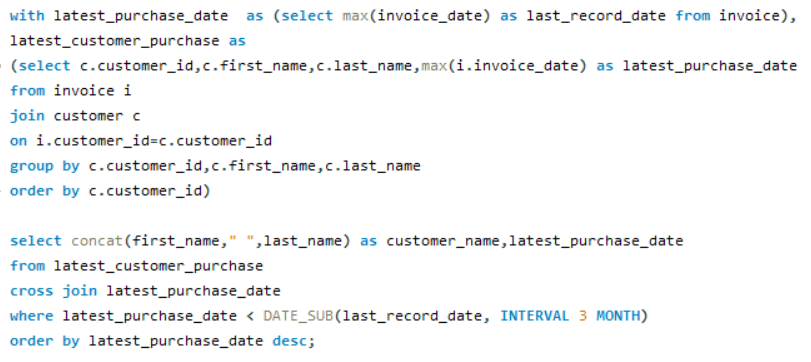 with latest_purchase_date  as (select max(invoice_date) as last_record_date from invoice),
latest_customer_purchase as
(select c.customer_id,c.first_name,c.last_name,max(i.invoice_date) as latest_purchase_date
from invoice i
join customer c
on i.customer_id=c.customer_id
group by c.customer_id,c.first_name,c.last_name
order by c.customer_id)

select concat(first_name," ",last_name) as customer_name,latest_purchase_date
from latest_customer_purchase
cross join latest_purchase_date
where latest_purchase_date < DATE_SUB(last_record_date, INTERVAL 3 MONTH)
order by latest_purchase_date desc;